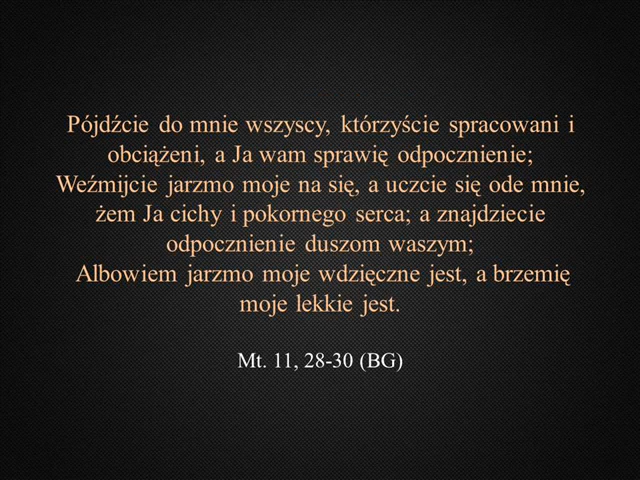 Pójdźcie do mnie wszyscy, którzyście spracowani i
obciążeni, a Ja wam sprawię odpocznienie;
Weźmijcie jarzmo moje na się, a uczcie się ode mnie,
żem Ja cichy i pokornego serca; a znajdziecie
odpocznienie duszom waszym;
Albowiem jarzmo moje wdzięczne jest, a brzemię
moje lekkie jest.
Mt. 11, 28-30 (BG)